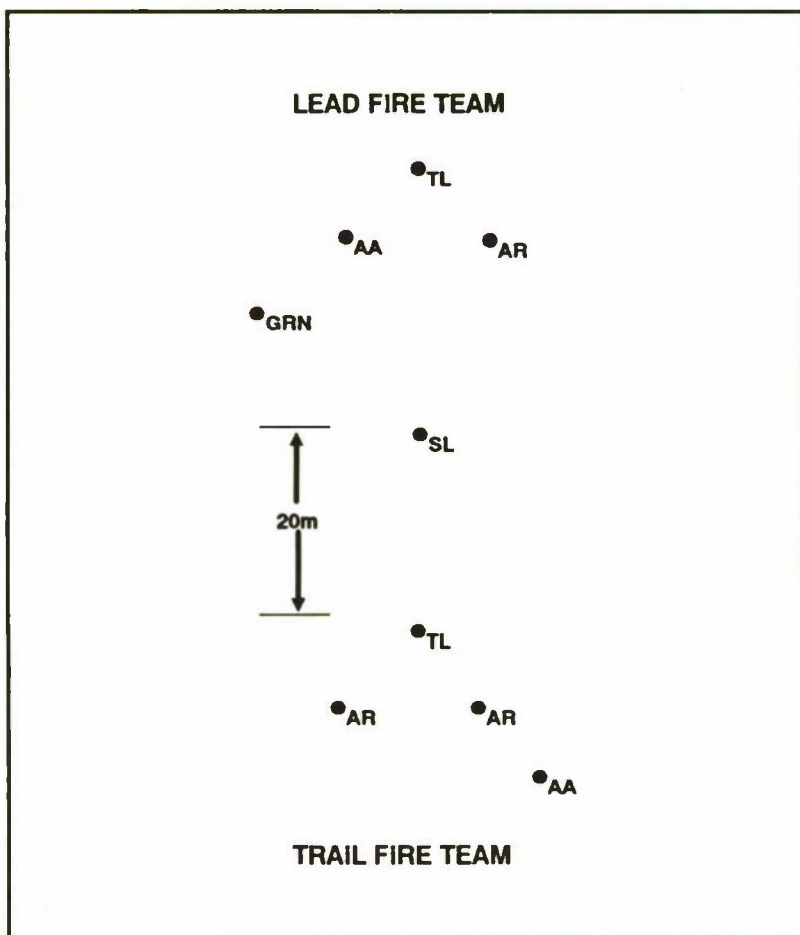 LEAD FIRE TEAM
TL
AA
AR
GRN
SL
20m
TL
AR
AR
AA
TRAIL FIRE TEAM